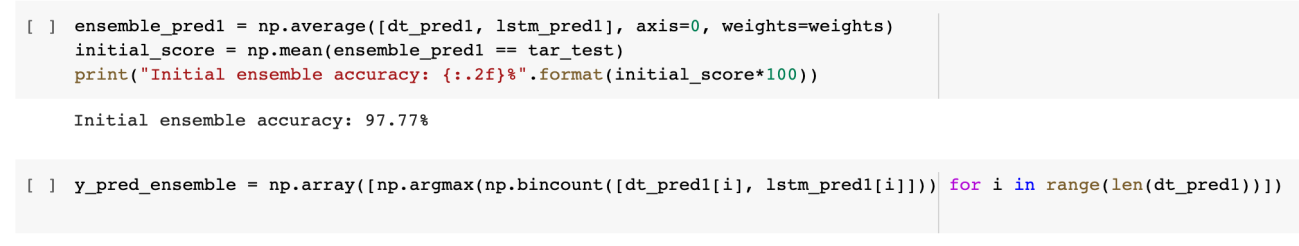 [ ] ensemble_pred1 = np.average([dt_pred1, lstm_pred1], axis=0, weights=weights)
initial_score = np.mean(ensemble_pred1 == tar_test)
print("Initial ensemble accuracy: {:.2f}%".format(initial_score*100))
Initial ensemble accuracy: 97.77%
[ ] y_pred_ensemble = np.array([np.argmax(np.bincount([dt_pred1[i], lstm_pred1[i]])) for i in range(len(dt_pred1))])